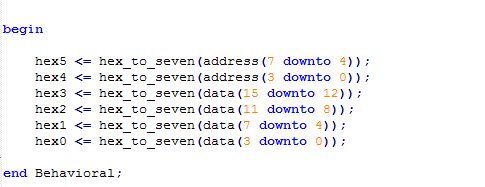 begin
hex5 <= hex_to_seven(address(7 downto 4));
hex4 <= hex_to_seven(address(3 downto 0));
hex3 <= hex_to_seven(data(15 downto 12));
hex2 <= hex_to_seven(data(11 downto 8));
hex1 <= hex_to_seven(data(7 downto 4));
hex0 <= hex_to_seven(data(3 downto 0));
end Behavioral;